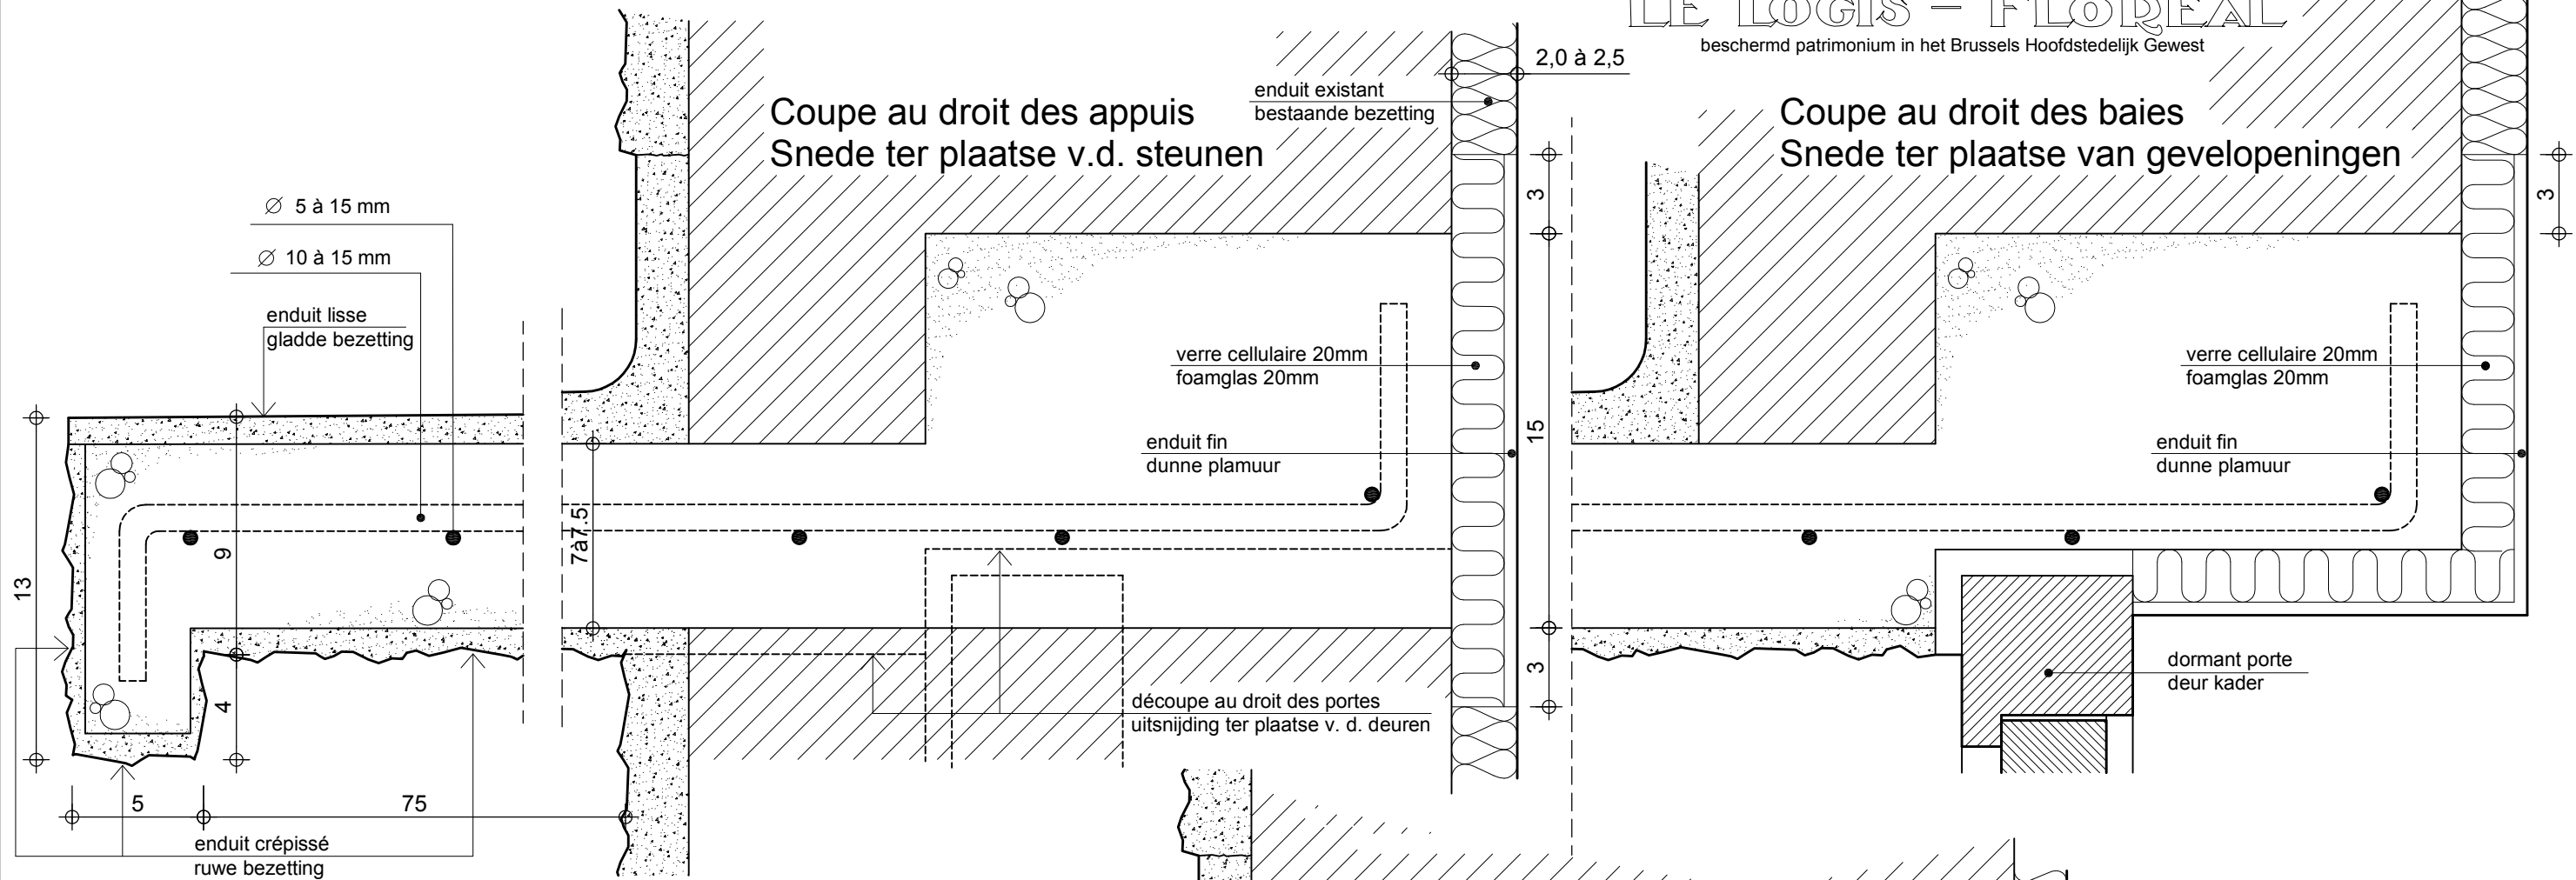 LE LOGIS – FLORÉAL
beschermd patrimonium in het Brussels Hoofdstedelijk Gewest
2,0 à 2,5
enduit existant
bestaande bezetting
Coupe au droit des appuis
Snede ter plaatse v.d. steunen
Coupe au droit des baies
Snede ter plaatse van gevelopeningen
3
3
Ø 5 à 15 mm
Ø 10 à 15 mm
enduit lisse
gladde bezetting
verre cellulaire 20mm
foamglas 20mm
verre cellulaire 20mm
foamglas 20mm
enduit fin
dunne plamuur
15
enduit fin
dunne plamuur
13
9
7à7.5
4
3
découpe au droit des portes
uitsnijding ter plaatse v. d. deuren
dormant porte
deur kader
5
75
enduit crépissé
ruwe bezetting